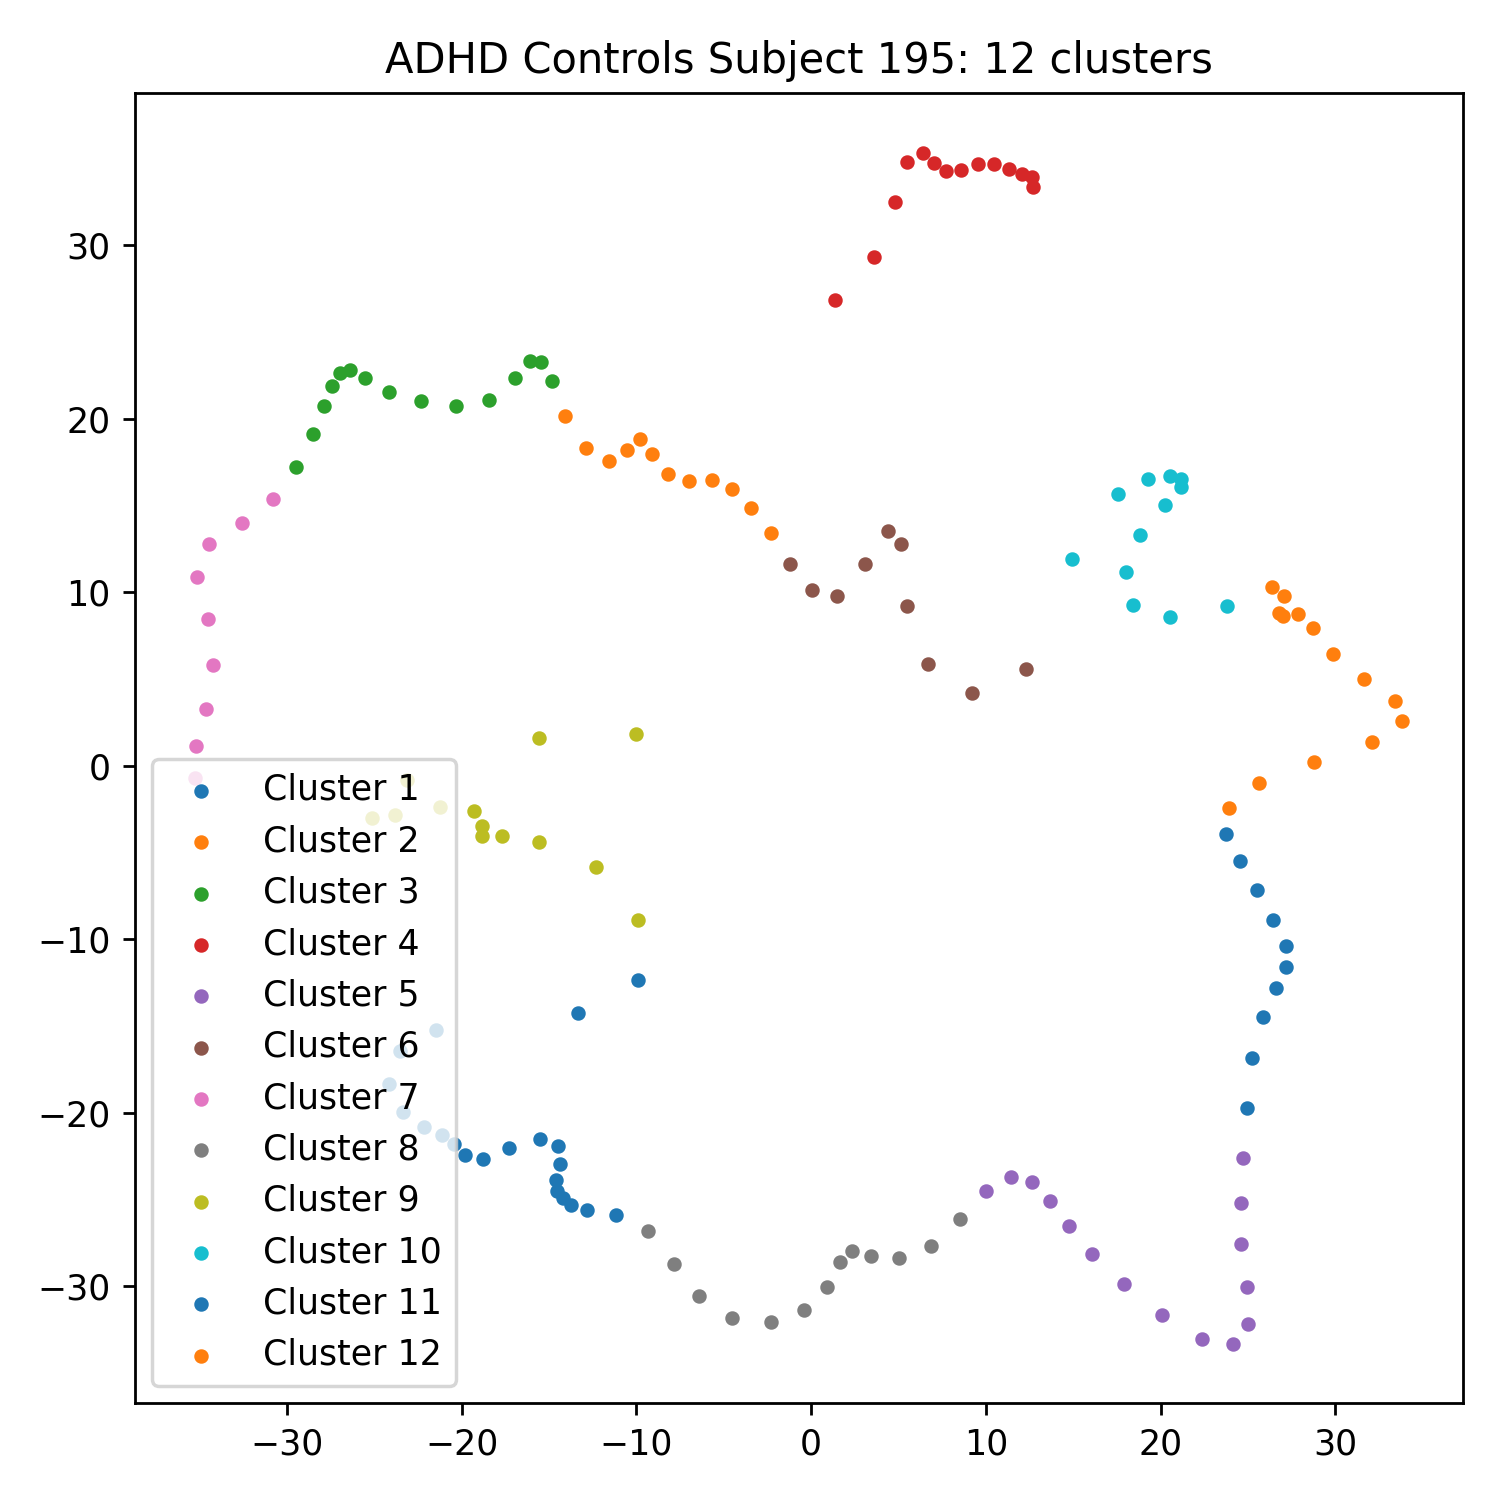 ADHD Controls Subject 195: 12 clusters
30
20
10
0
−10
−20
−30
Cluster 1
Cluster 2
Cluster 3
Cluster 4
Cluster 5
Cluster 6
Cluster 7
Cluster 8
Cluster 9
Cluster 10
Cluster 11
Cluster 12
−30 −20 −10 0 10 20 30